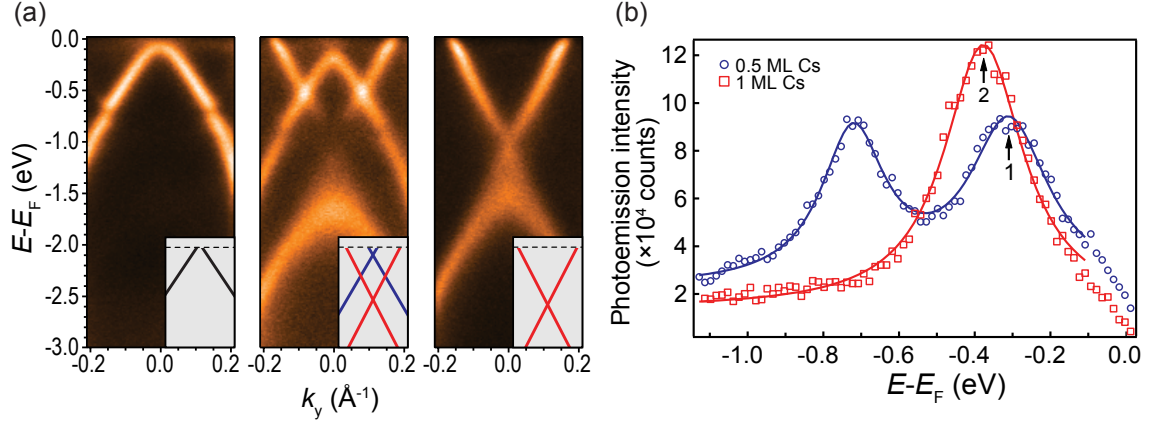 (a)
0.0
-0.5
-1.0
-1.5
-2.0
-2.5
-3.0
E-E_F (eV)
-0.2 0.0 0.2 -0.2 0.0 0.2 -0.2 0.0 0.2
k_y (Å⁻¹)
(b)
12
10
8
6
4
2
Photoemission intensity
(×10⁴ counts)
0.5 ML Cs
1 ML Cs
2
1
-1.0 -0.8 -0.6 -0.4 -0.2 0.0
E-E_F (eV)